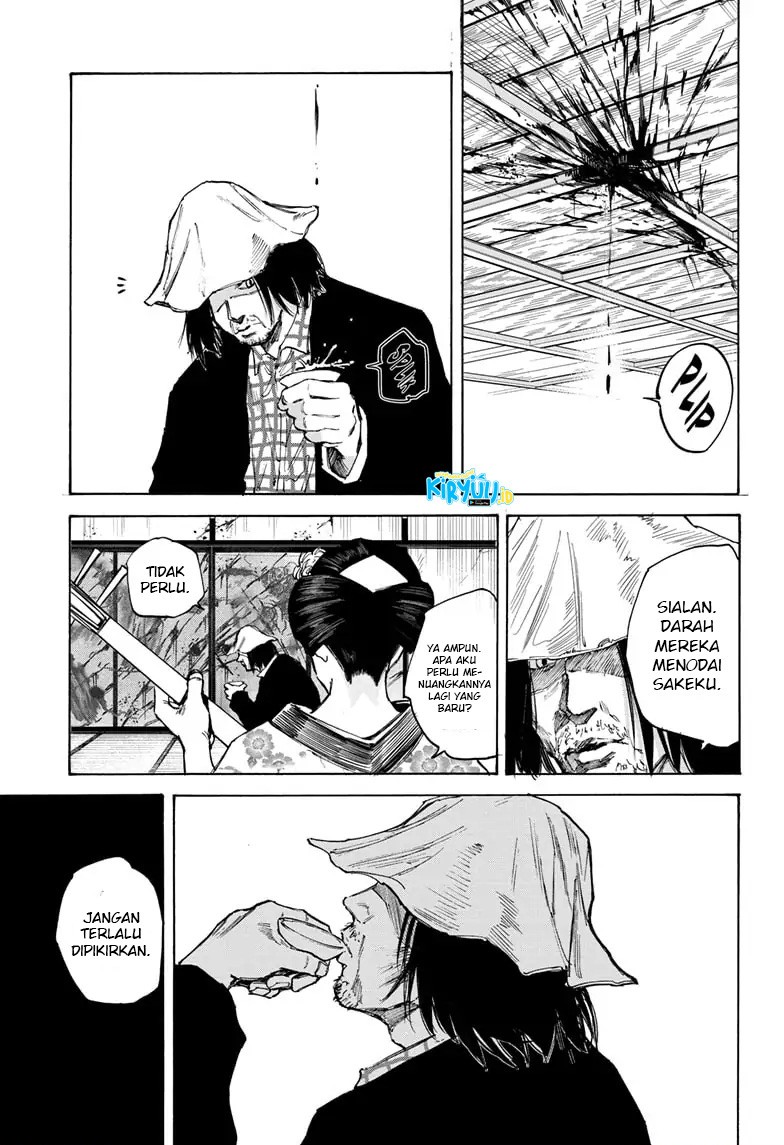 PLIP
SPLSH
KIRYUU.ID
SIALAN.
DARAH
MEREKA
MENODAI
SAKEKU.
YA AMPUN.
APA AKU
PERLU ME-
NUANGKANNYA
LAGI YANG
BARU?
TIDAK
PERLU.
JANGAN
TERLALU
DIPIKIRKAN.